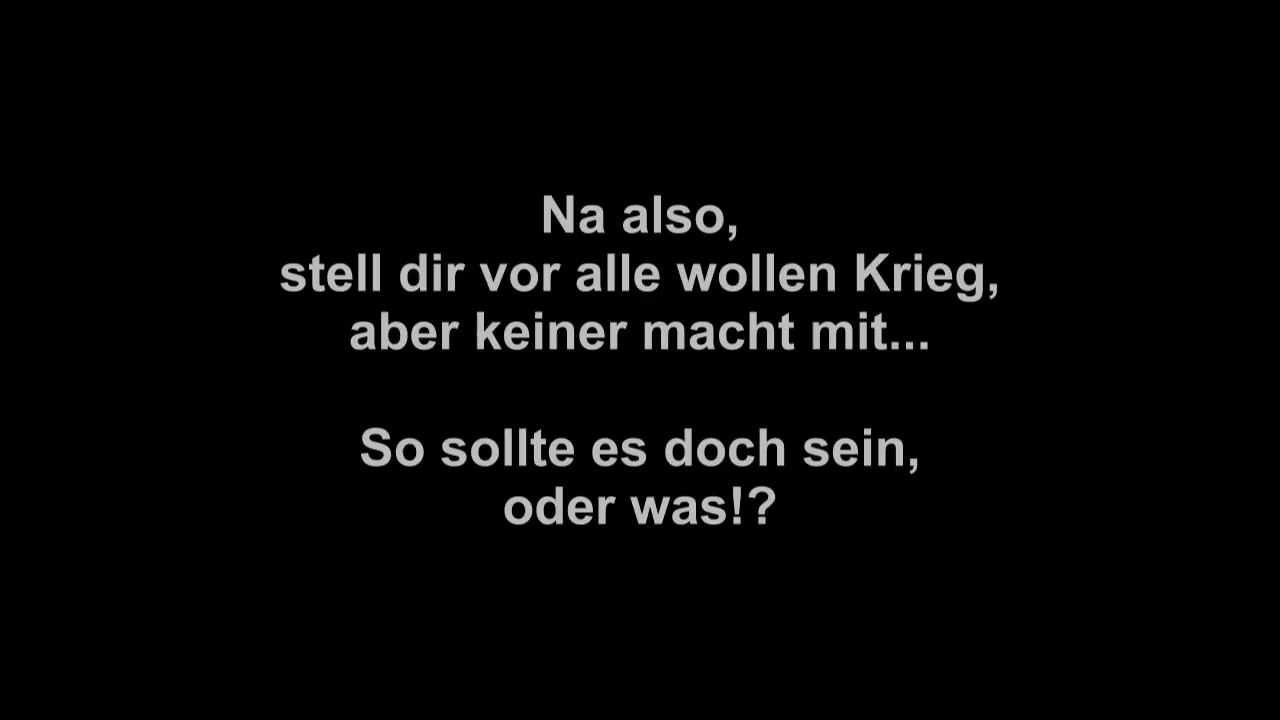 Na also,
stell dir vor alle wollen Krieg,
aber keiner macht mit...
So sollte es doch sein,
oder was!?